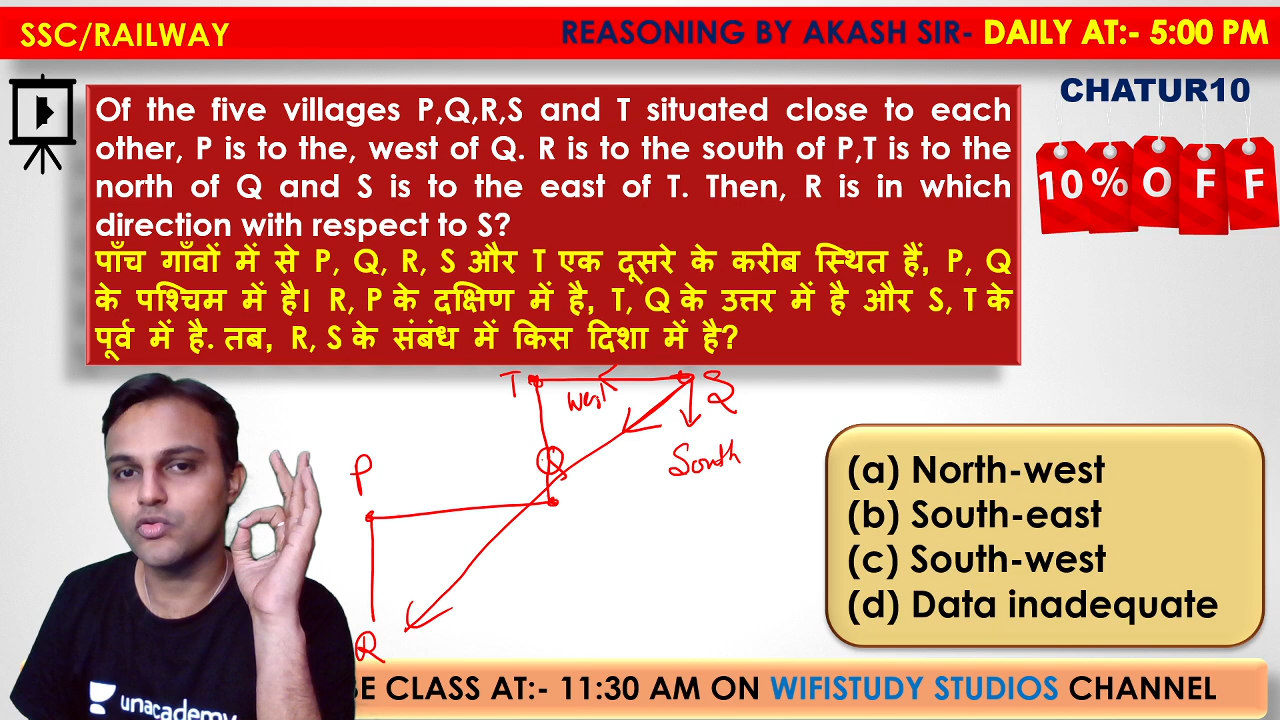 SSC/RAILWAY
REASONING BY AKASH SIR- DAILY AT:- 5:00 PM
CHATUR10
10% OFF
Of the five villages P,Q,R,S and T situated close to each
other, P is to the, west of Q. R is to the south of P,T is to the
north of Q and S is to the east of T. Then, R is in which
direction with respect to S?
पाँच गाँवों में से P, Q, R, S और T एक दूसरे के करीब स्थित हैं, P, Q
के पश्चिम में है। R, P के दक्षिण में है, T, Q के उत्तर में है और S, T के
पूर्व में है. तब, R, S के संबंध में किस दिशा में है?
T
West
S
P
Q
South
R
(a) North-west
(b) South-east
(c) South-west
(d) Data inadequate
unacademy
CLASS AT:- 11:30 AM ON WIFISTUDY STUDIOS CHANNEL